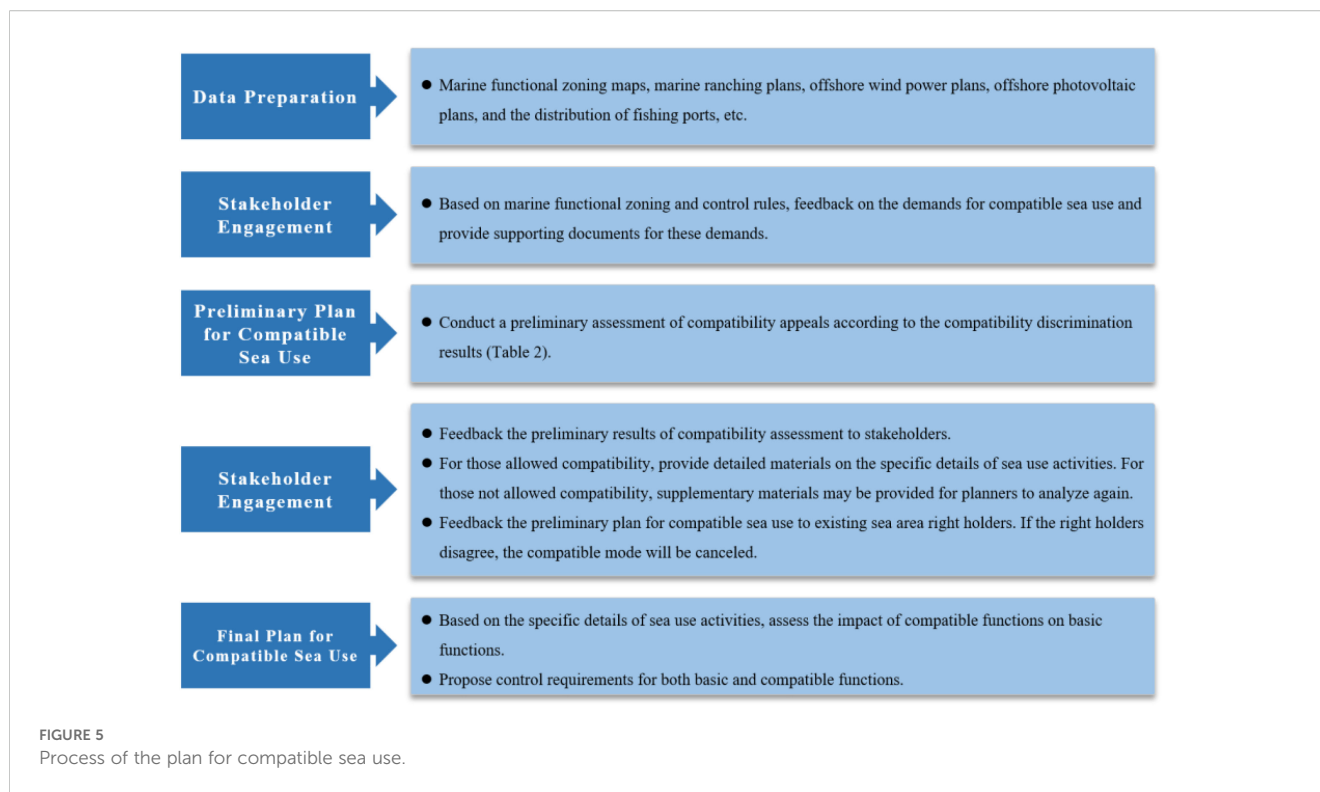 Data Preparation
● Marine functional zoning maps, marine ranching plans, offshore wind power plans, offshore photovoltaic
plans, and the distribution of fishing ports, etc.
Stakeholder
Engagement
● Based on marine functional zoning and control rules, feedback on the demands for compatible sea use and
provide supporting documents for these demands.
Preliminary Plan
for Compatible
Sea Use
● Conduct a preliminary assessment of compatibility appeals according to the compatibility discrimination
results (Table 2).
Stakeholder
Engagement
● Feedback the preliminary results of compatibility assessment to stakeholders.
● For those allowed compatibility, provide detailed materials on the specific details of sea use activities. For
those not allowed compatibility, supplementary materials may be provided for planners to analyze again.
● Feedback the preliminary plan for compatible sea use to existing sea area right holders. If the right holders
disagree, the compatible mode will be canceled.
Final Plan for
Compatible Sea Use
● Based on the specific details of sea use activities, assess the impact of compatible functions on basic
functions.
● Propose control requirements for both basic and compatible functions.
FIGURE 5
Process of the plan for compatible sea use.